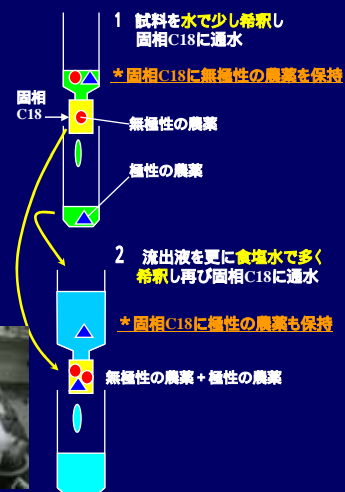 1 試料を水で少し希釈し
固相C18に通水
＊固相C18に無極性の農薬を保持
固相
C18
無極性の農薬
極性の農薬
2 流出液を更に食塩水で多く
希釈し再び固相C18に通水
＊固相C18に極性の農薬も保持
無極性の農薬＋極性の農薬